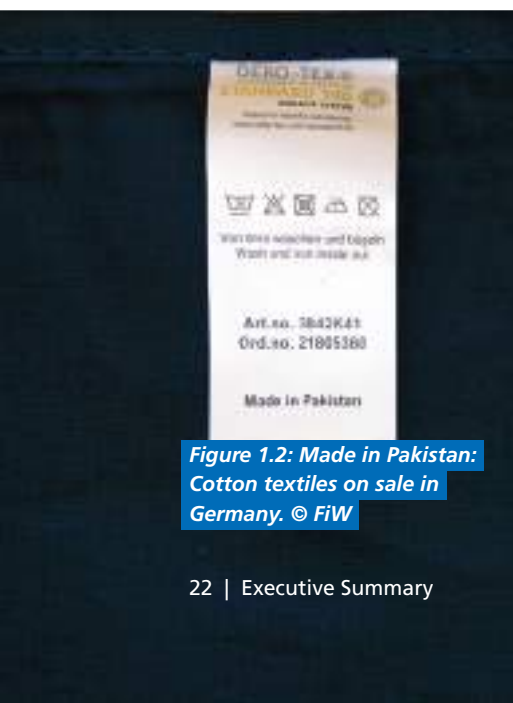 OEKO-TEX®
STANDARD 100
Von links waschen und bügeln
Wash and iron inside out
Art.no. 3842K41
Ord.no. 21805360
Made in Pakistan
Figure 1.2: Made in Pakistan:
Cotton textiles on sale in
Germany. © FiW
22 | Executive Summary